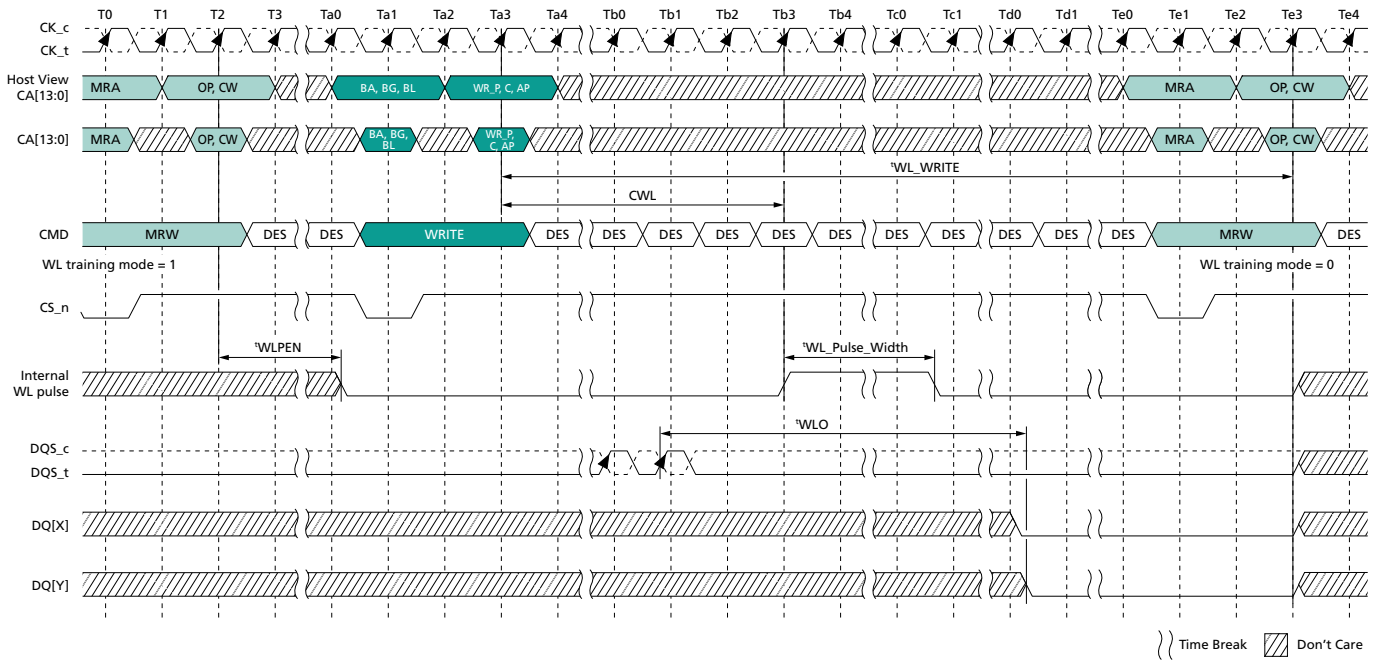 T0 T1 T2 T3 Ta0 Ta1 Ta2 Ta3 Ta4 Tb0 Tb1 Tb2 Tb3 Tb4 Tc0 Tc1 Td0 Td1 Te0 Te1 Te2 Te3 Te4
CK_c
CK_t
Host View
CA[13:0]
MRA OP, CW BA, BG, BL WR_P, C, AP MRA OP, CW
CA[13:0]
MRA OP, CW BA, BG, BL WR_P, C, AP MRA OP, CW
tWL_WRITE
CWL
CMD MRW DES DES WRITE DES DES DES DES DES DES DES DES DES DES DES MRW DES
WL training mode = 1 WL training mode = 0
CS_n
tWLPEN tWL_Pulse_Width
Internal
WL pulse
tWLO
DQS_c
DQS_t
DQ[X]
DQ[Y]
Time Break Don't Care